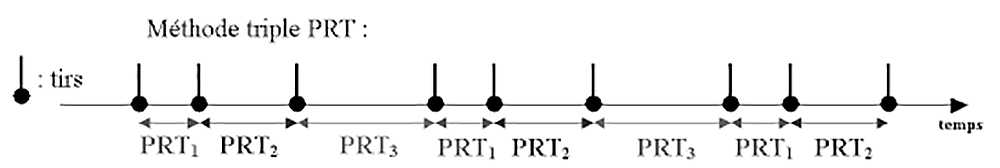 Méthode triple PRT :
: tirs
temps
PRT₁ PRT₂ PRT₃ PRT₁ PRT₂ PRT₃ PRT₁ PRT₂